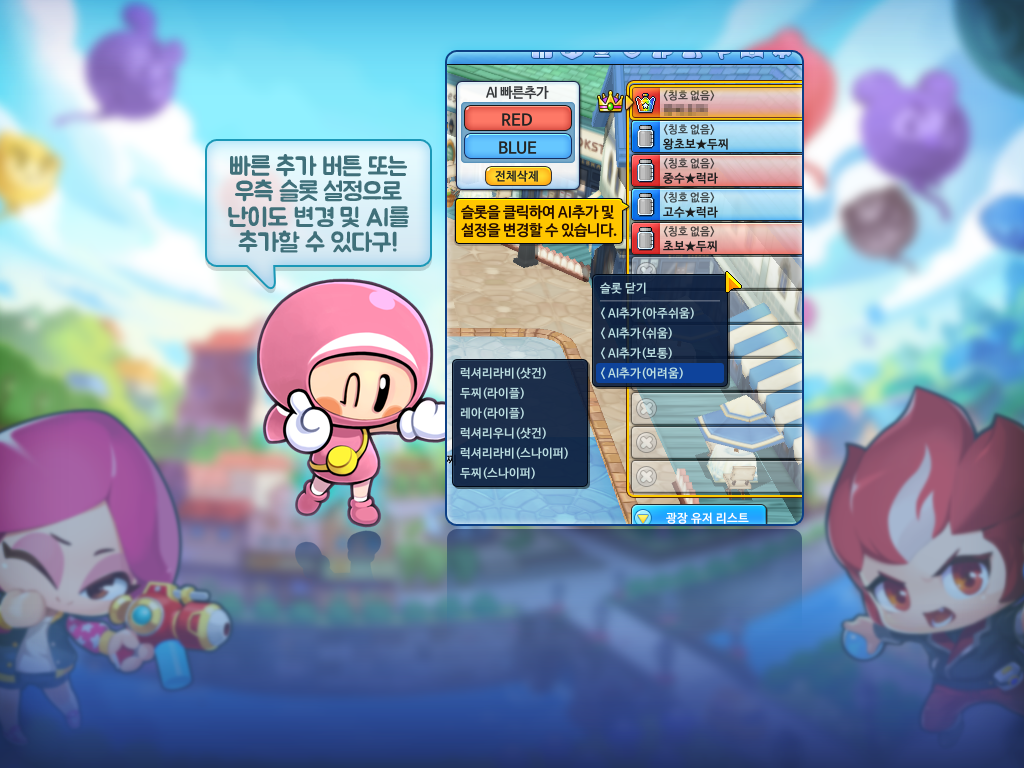 빠른 추가 버튼 또는
우측 슬롯 설정으로
난이도 변경 및 AI를
추가할 수 있다구!
AI 빠른추가
RED
BLUE
전체삭제
슬롯을 클릭하여 AI추가 및
설정을 변경할 수 있습니다.
〈칭호 없음〉
〈칭호 없음〉
왕초보★두찌
〈칭호 없음〉
중수★럭라
〈칭호 없음〉
고수★럭라
〈칭호 없음〉
초보★두찌
슬롯 닫기
〈 AI추가(아주쉬움)
〈 AI추가(쉬움)
〈 AI추가(보통)
〈 AI추가(어려움)
럭셔리라비(샷건)
두찌(라이플)
레아(라이플)
럭셔리우니(샷건)
럭셔리라비(스나이퍼)
두찌(스나이퍼)
광장 유저 리스트